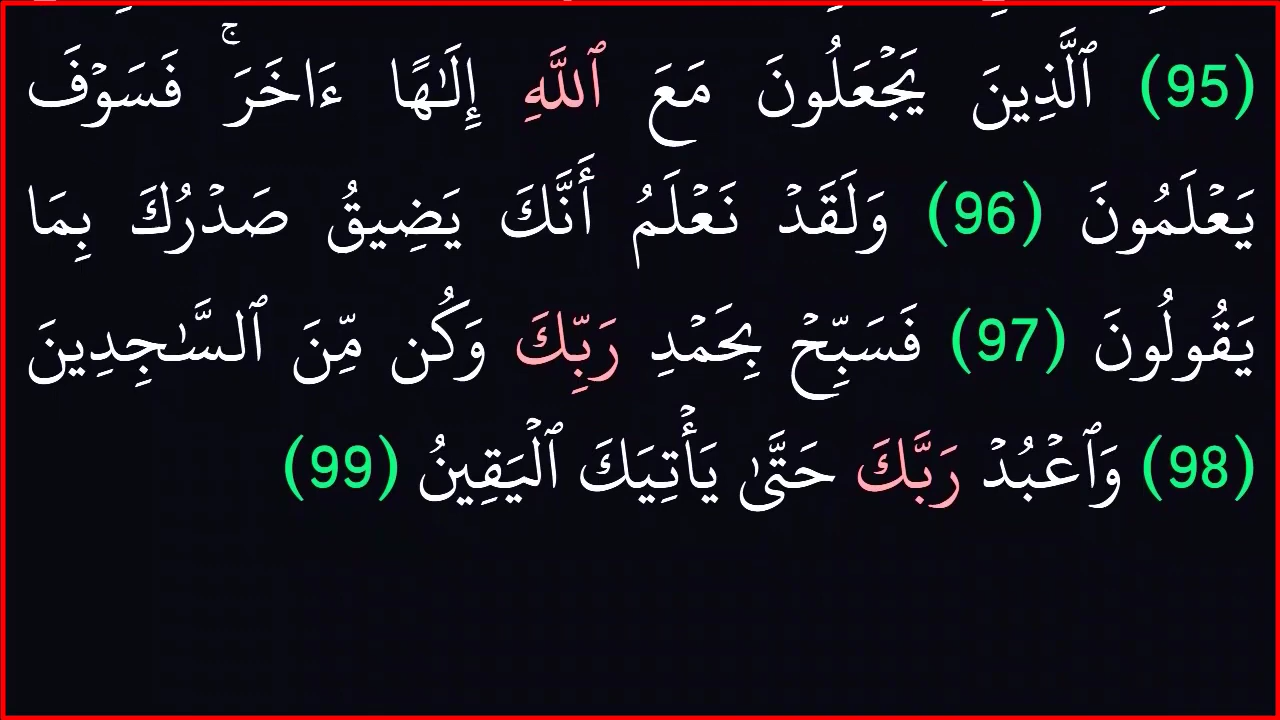 (95) ٱلَّذِينَ يَجْعَلُونَ مَعَ ٱللَّهِ إِلَـٰهًا ءَاخَرَ ۚ فَسَوْفَ
يَعْلَمُونَ (96) وَلَقَدْ نَعْلَمُ أَنَّكَ يَضِيقُ صَدْرُكَ بِمَا
يَقُولُونَ (97) فَسَبِّحْ بِحَمْدِ رَبِّكَ وَكُن مِّنَ ٱلسَّـٰجِدِينَ
(98) وَٱعْبُدْ رَبَّكَ حَتَّىٰ يَأْتِيَكَ ٱلْيَقِينُ (99)